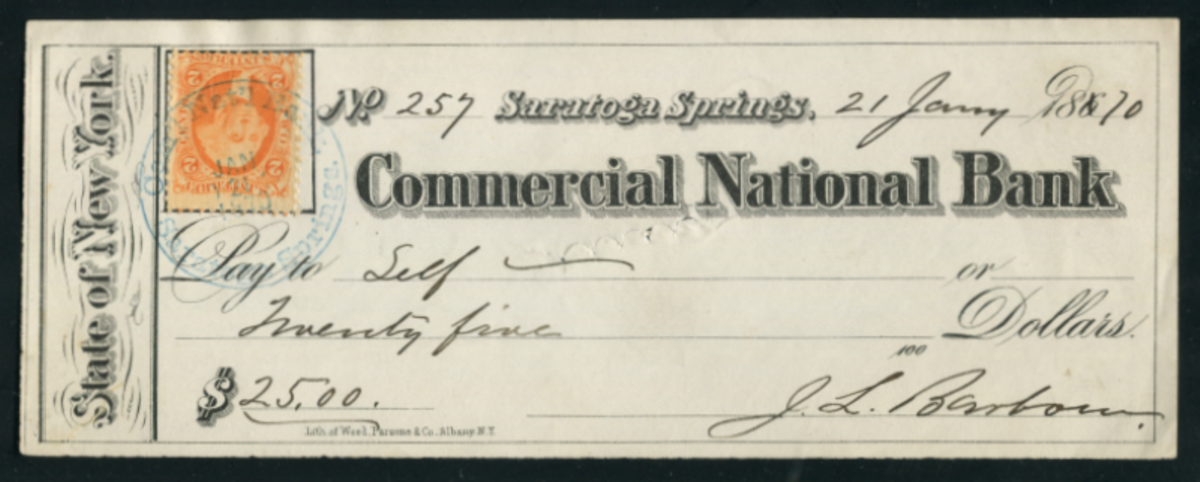 State of New York.
No. 257 Saratoga Springs, 21 Jany 1870
Commercial National Bank
Pay to Self or
Twenty five Dollars.
100
$25.00. J. L. Barbour
Lith. of Weed, Parsons & Co. Albany N.Y.